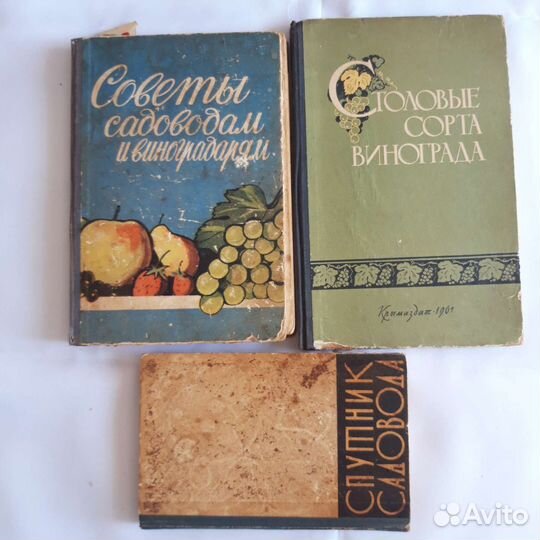 Советы
садоводам
и виноградарям
Столовые
сорта
винограда
Крымиздат·1961
СПУТНИК
САДОВОДА
Avito